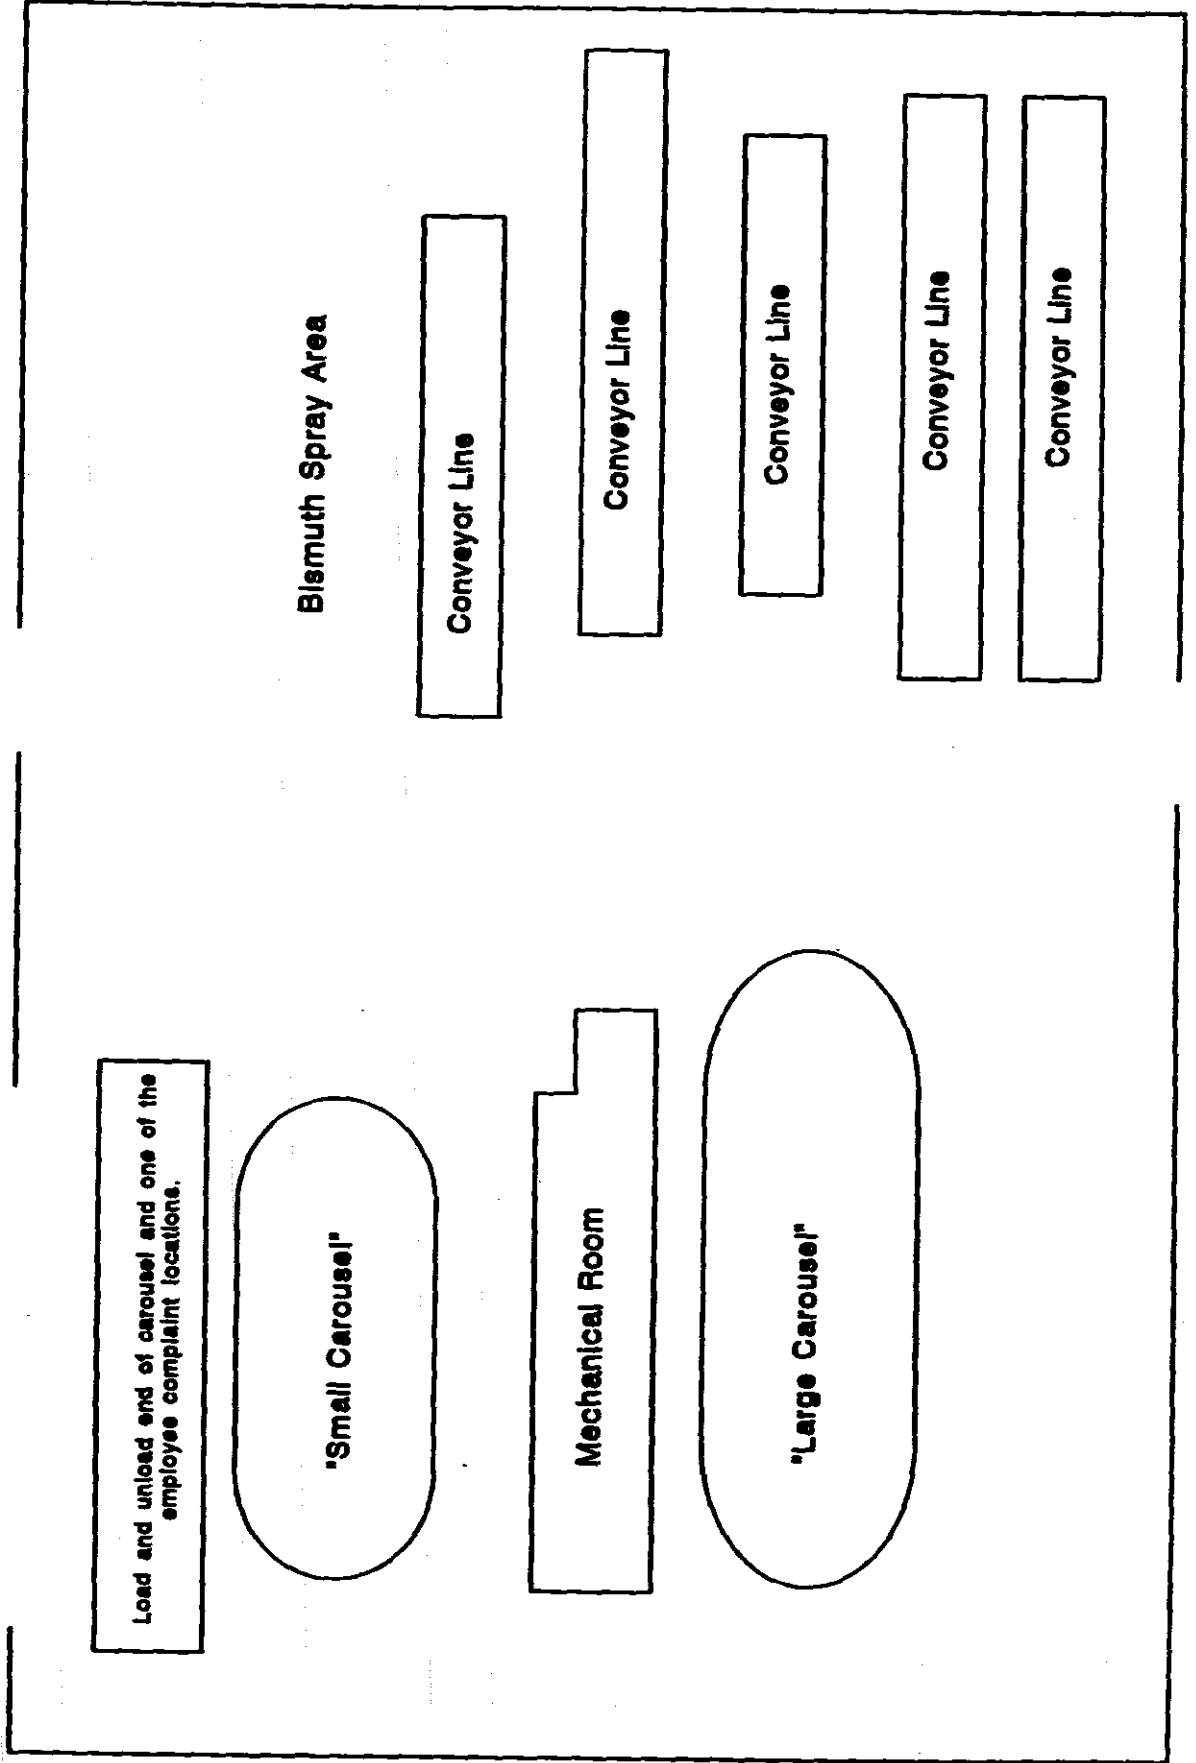 Load and unload end of carousel and one of the
employee complaint locations.
"Small Carousel"
Mechanical Room
"Large Carousel"
Bismuth Spray Area
Conveyor Line
Conveyor Line
Conveyor Line
Conveyor Line
Conveyor Line